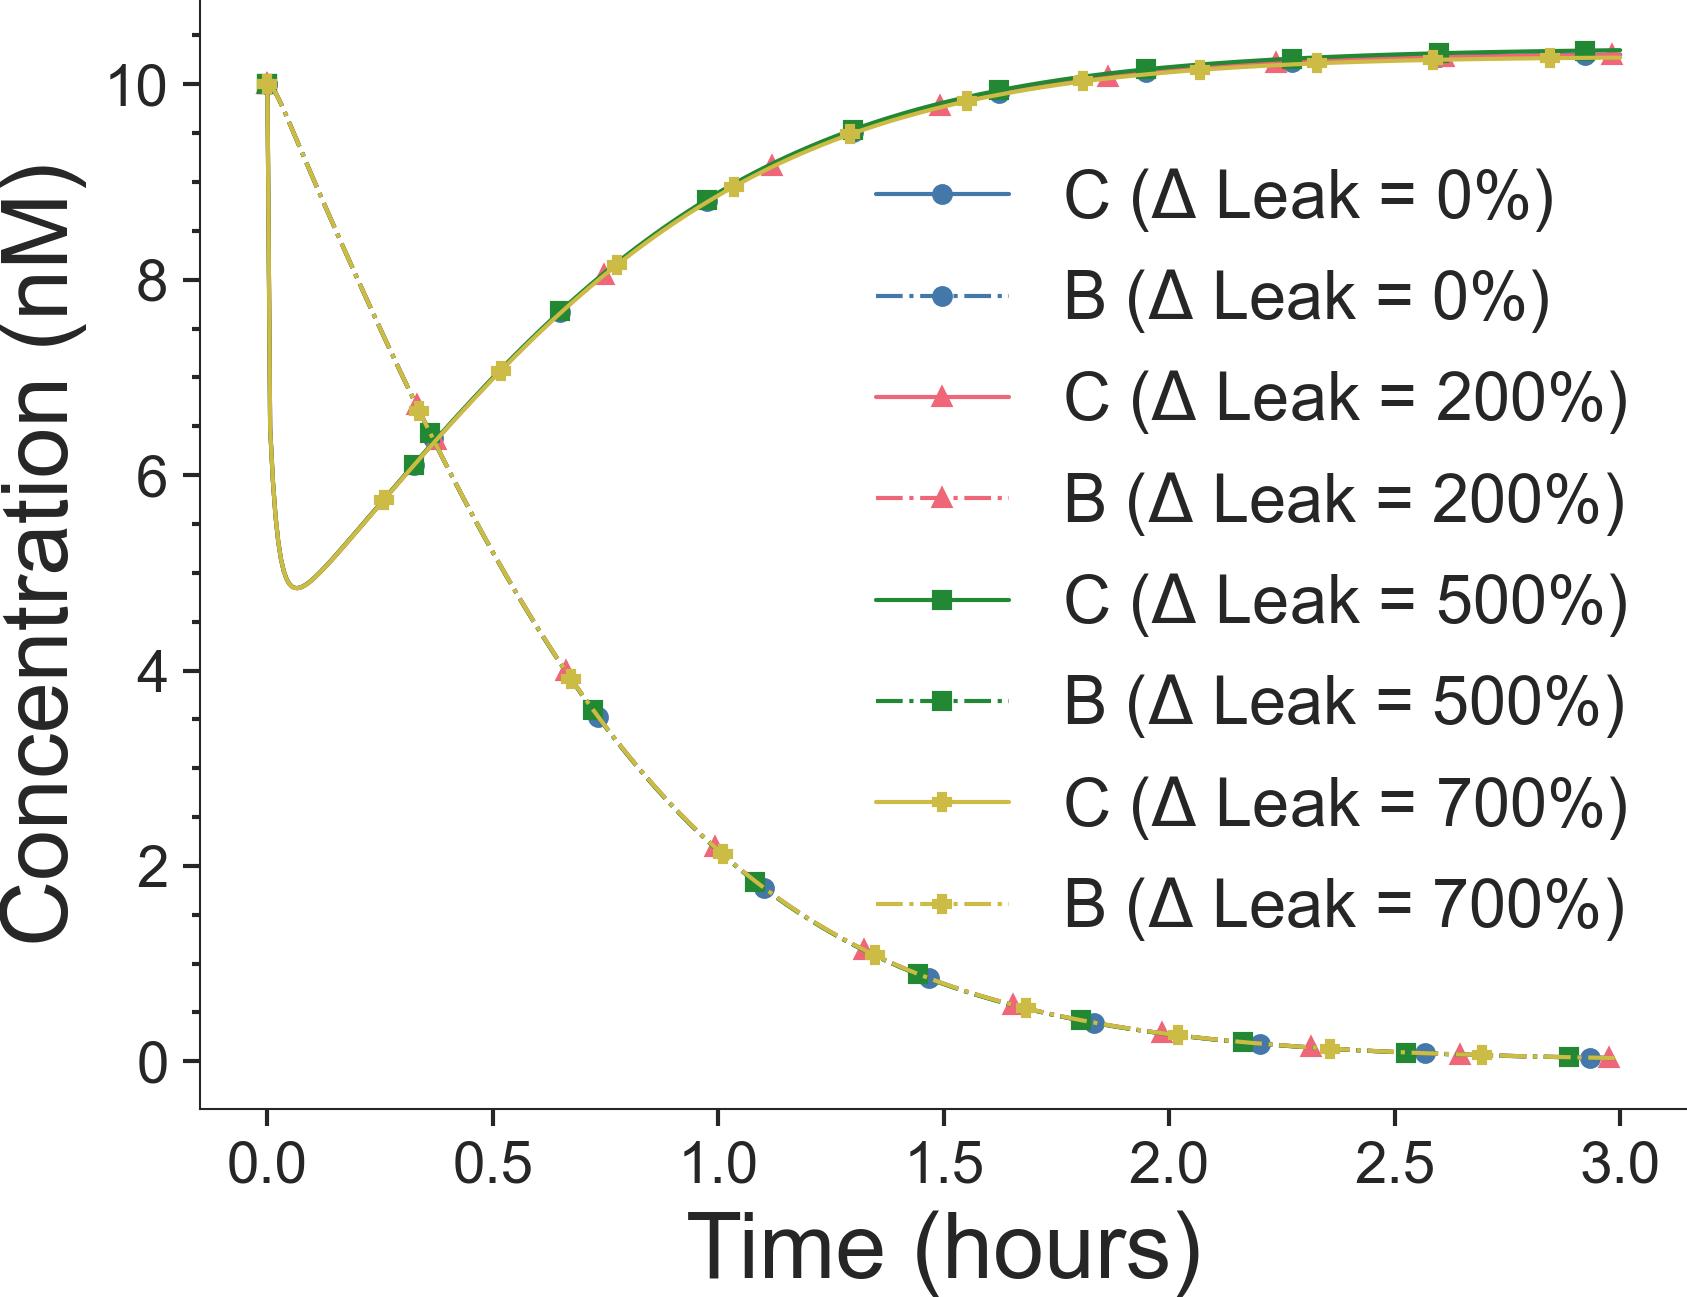 Concentration (nM)
10
8
6
4
2
0
C (Δ Leak = 0%)
B (Δ Leak = 0%)
C (Δ Leak = 200%)
B (Δ Leak = 200%)
C (Δ Leak = 500%)
B (Δ Leak = 500%)
C (Δ Leak = 700%)
B (Δ Leak = 700%)
0.0 0.5 1.0 1.5 2.0 2.5 3.0
Time (hours)